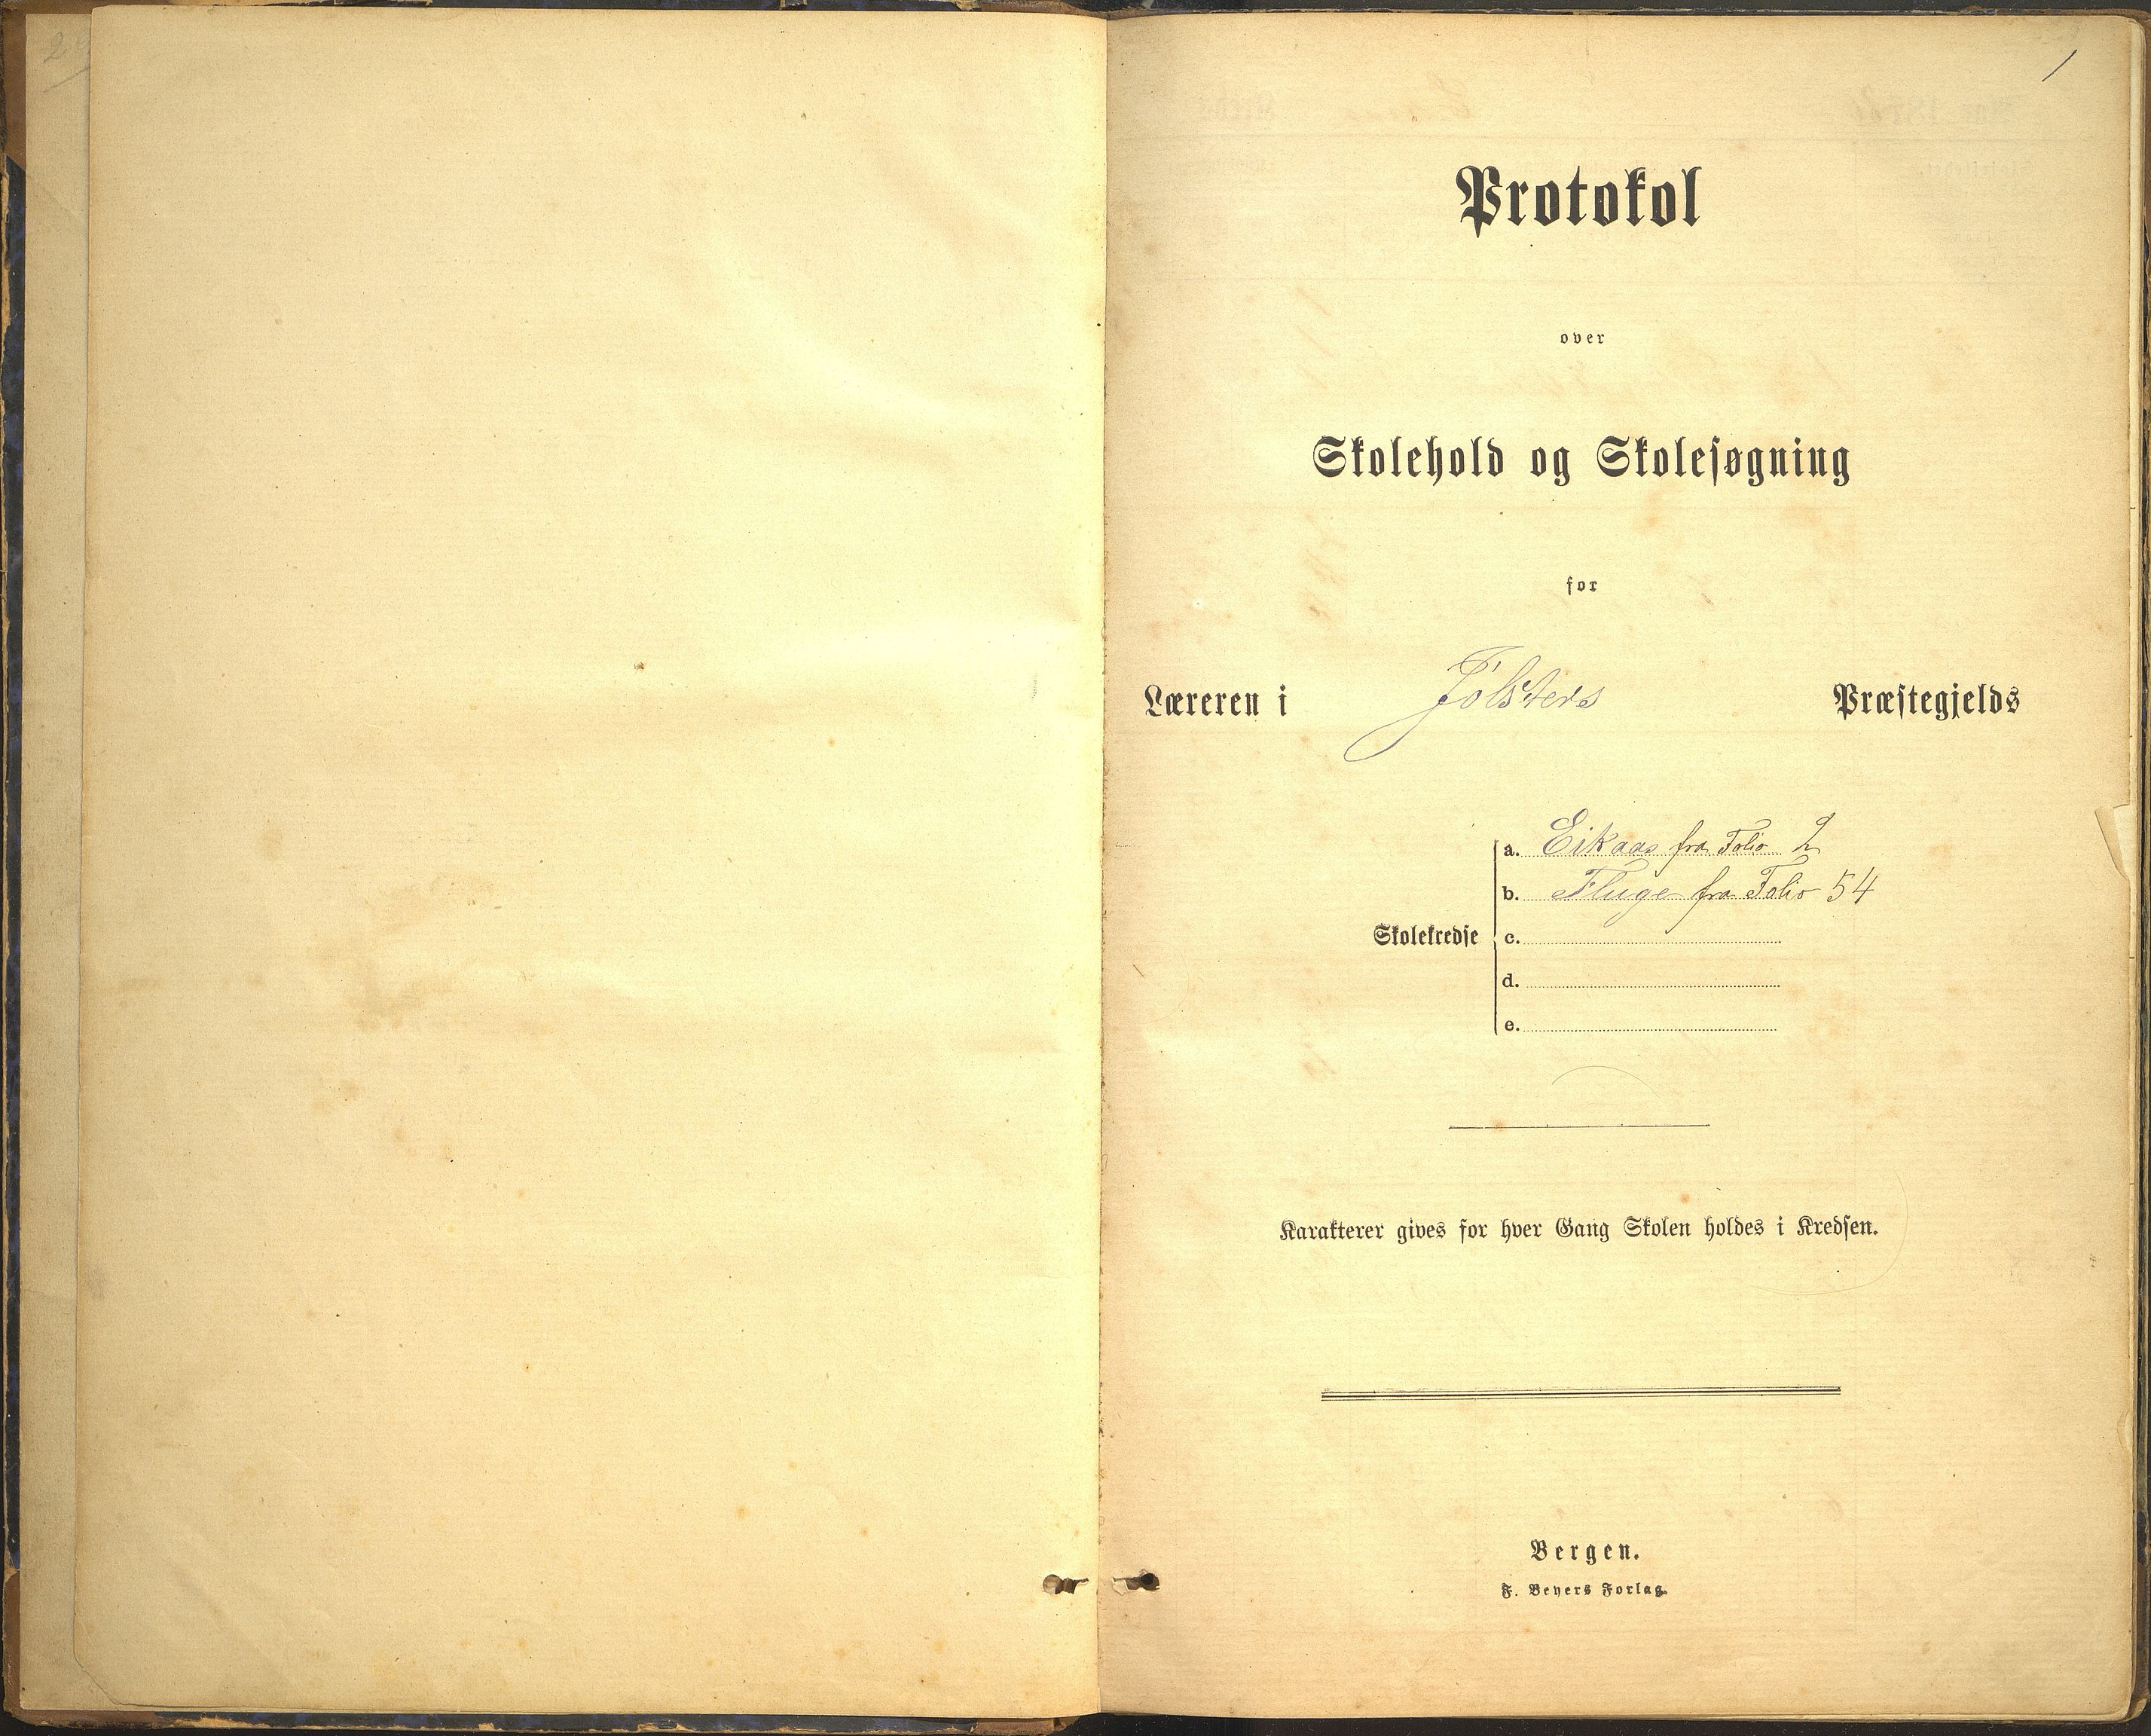 1
Protokol
over
Skolehold og Skolesøgning
for
Læreren i Jølsters Præstegjelds
Skolekredse
a. Eikaas fra Folio 2
b. Fluge fra Folio 54
c.
d.
e.
Karakterer gives for hver Gang Skolen holdes i Kredsen.
Bergen.
F. Beyers Forlag.